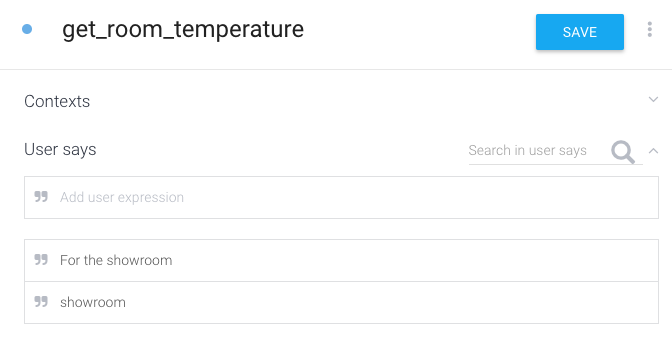 get_room_temperature
SAVE
Contexts
User says
Search in user says
Add user expression
For the showroom
showroom